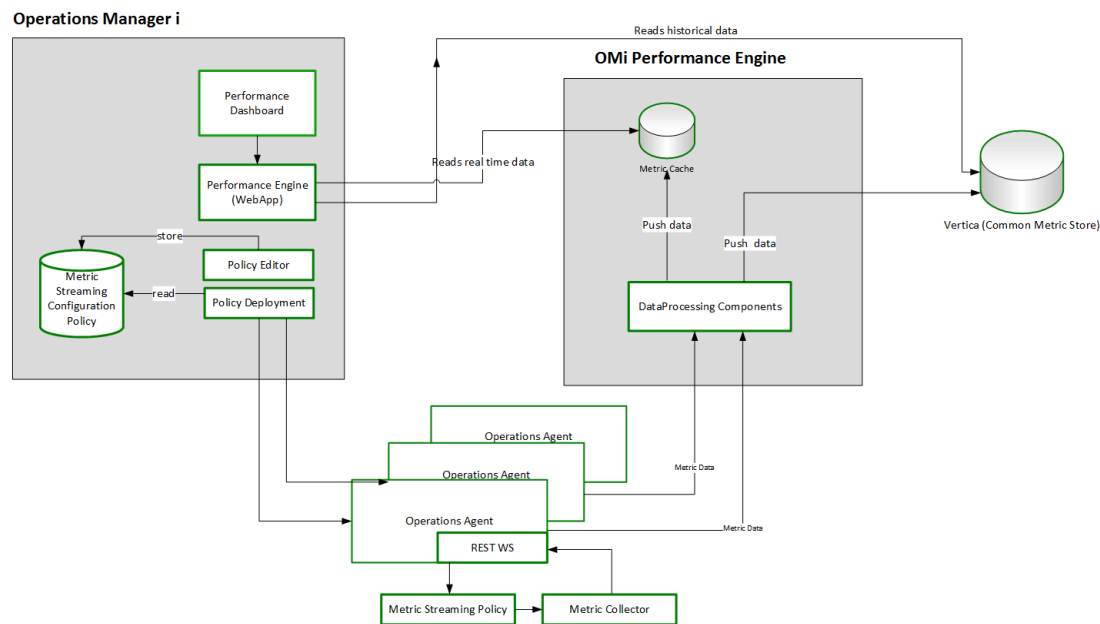 Operations Manager i
Reads historical data
OMi Performance Engine
Performance
Dashboard
Reads real time data
Metric Cache
Performance Engine
(WebApp)
Vertica (Common Metric Store)
store
Push data
Push  data
Policy Editor
Metric
Streaming
Configuration
Policy
read
Policy Deployment
DataProcessing Components
Operations Agent
Metric Data
Operations Agent
Operations Agent
Metric Data
REST WS
Metric Streaming Policy
Metric Collector